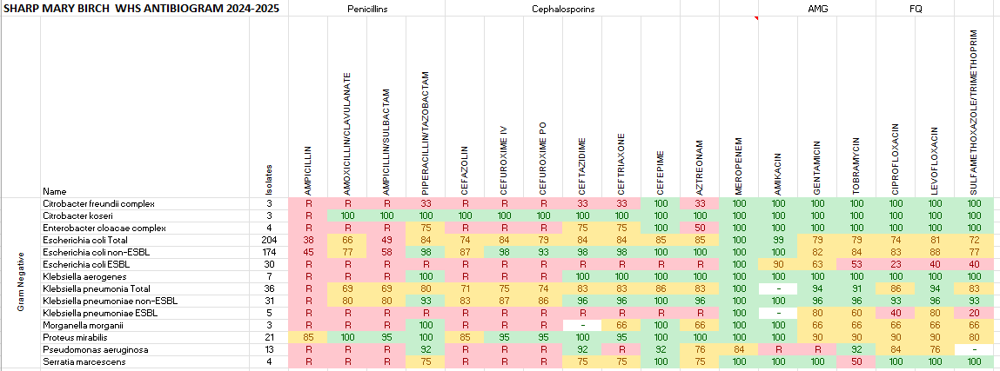 SHARP MARY BIRCH WHS ANTIBIOGRAM 2024-2025 Penicillins Cephalosporins AMG FQ
Name Isolates AMPICILLIN AMOXICILLIN/CLAVULANATE AMPICILLIN/SULBACTAM PIPERACILLIN/TAZOBACTAM CEFAZOLIN CEFUROXIME IV CEFUROXIME PO CEFTAZIDIME CEFTRIAXONE CEFEPIME AZTREONAM MEROPENEM AMIKACIN GENTAMICIN TOBRAMYCIN CIPROFLOXACIN LEVOFLOXACIN SULFAMETHOXAZOLE/TRIMETHOPRIM
Gram Negative
Citrobacter freundii complex 3 R R R 33 R R R 33 33 100 33 100 100 100 100 100 100 100
Citrobacter koseri 3 R 100 100 100 100 100 100 100 100 100 100 100 100 100 100 100 100 100
Enterobacter cloacae complex 4 R R R 75 R R R 75 75 100 50 100 100 100 100 100 100 100
Escherichia coli Total 204 38 66 49 84 74 84 79 84 84 85 85 100 99 79 79 74 81 72
Escherichia coli non-ESBL 174 45 77 58 98 87 98 93 98 98 100 100 100 100 82 84 83 88 77
Escherichia coli ESBL 30 R R R R R R R R R R R 100 90 63 53 23 40 40
Klebsiella aerogenes 7 R R R 100 R R R 100 100 100 100 100 100 100 100 100 100 100
Klebsiella pneumonia Total 36 R 69 69 80 71 75 74 83 83 86 83 100 - 94 91 86 94 83
Klebsiella pneumoniae non-ESBL 31 R 80 80 93 83 87 86 96 96 100 96 100 100 96 96 93 96 93
Klebsiella pneumoniae ESBL 5 R R R R R R R R R R R 100 - 80 60 40 80 20
Morganella morganii 3 R R R 100 R R R - 66 100 66 100 100 66 66 66 66 66
Proteus mirabilis 21 85 100 95 100 85 95 95 100 95 100 100 100 100 90 90 90 90 80
Pseudomonas aeruginosa 13 R R R 92 R R R 92 R 92 76 84 R R 92 84 76 -
Serratia marcescens 4 R R R 75 R R R 75 75 100 75 100 100 100 50 100 100 100